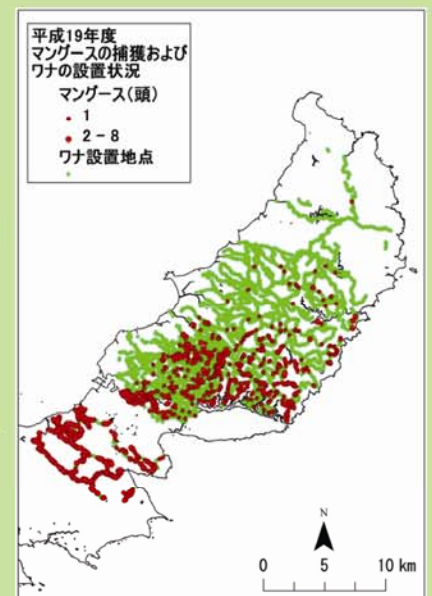 平成19年度
マングースの捕獲および
ワナの設置状況
マングース(頭)
1
2 - 8
ワナ設置地点
N
0 5 10 km